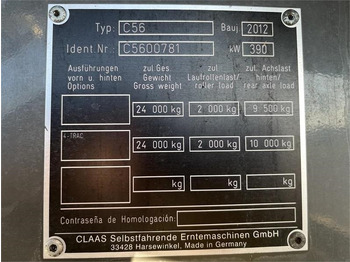 Typ: C56 Bauj. 2012
Ident.Nr. C5600781 kW 390
Ausführungen vorn u. hinten Options
zul Ges Gewicht Gross weight
zul. Laufrollenlast/ roller load
zul. Achslast hinten/ rear axle load
24 000 kg 2 000 kg 9 500 kg
4-TRAC
24 000 kg 2 000 kg 10 000 kg
kg kg kg
Contraseña de Homologación:
CLAAS Selbstfahrende Erntemaschinen GmbH
33428 Harsewinkel, Made in Germany